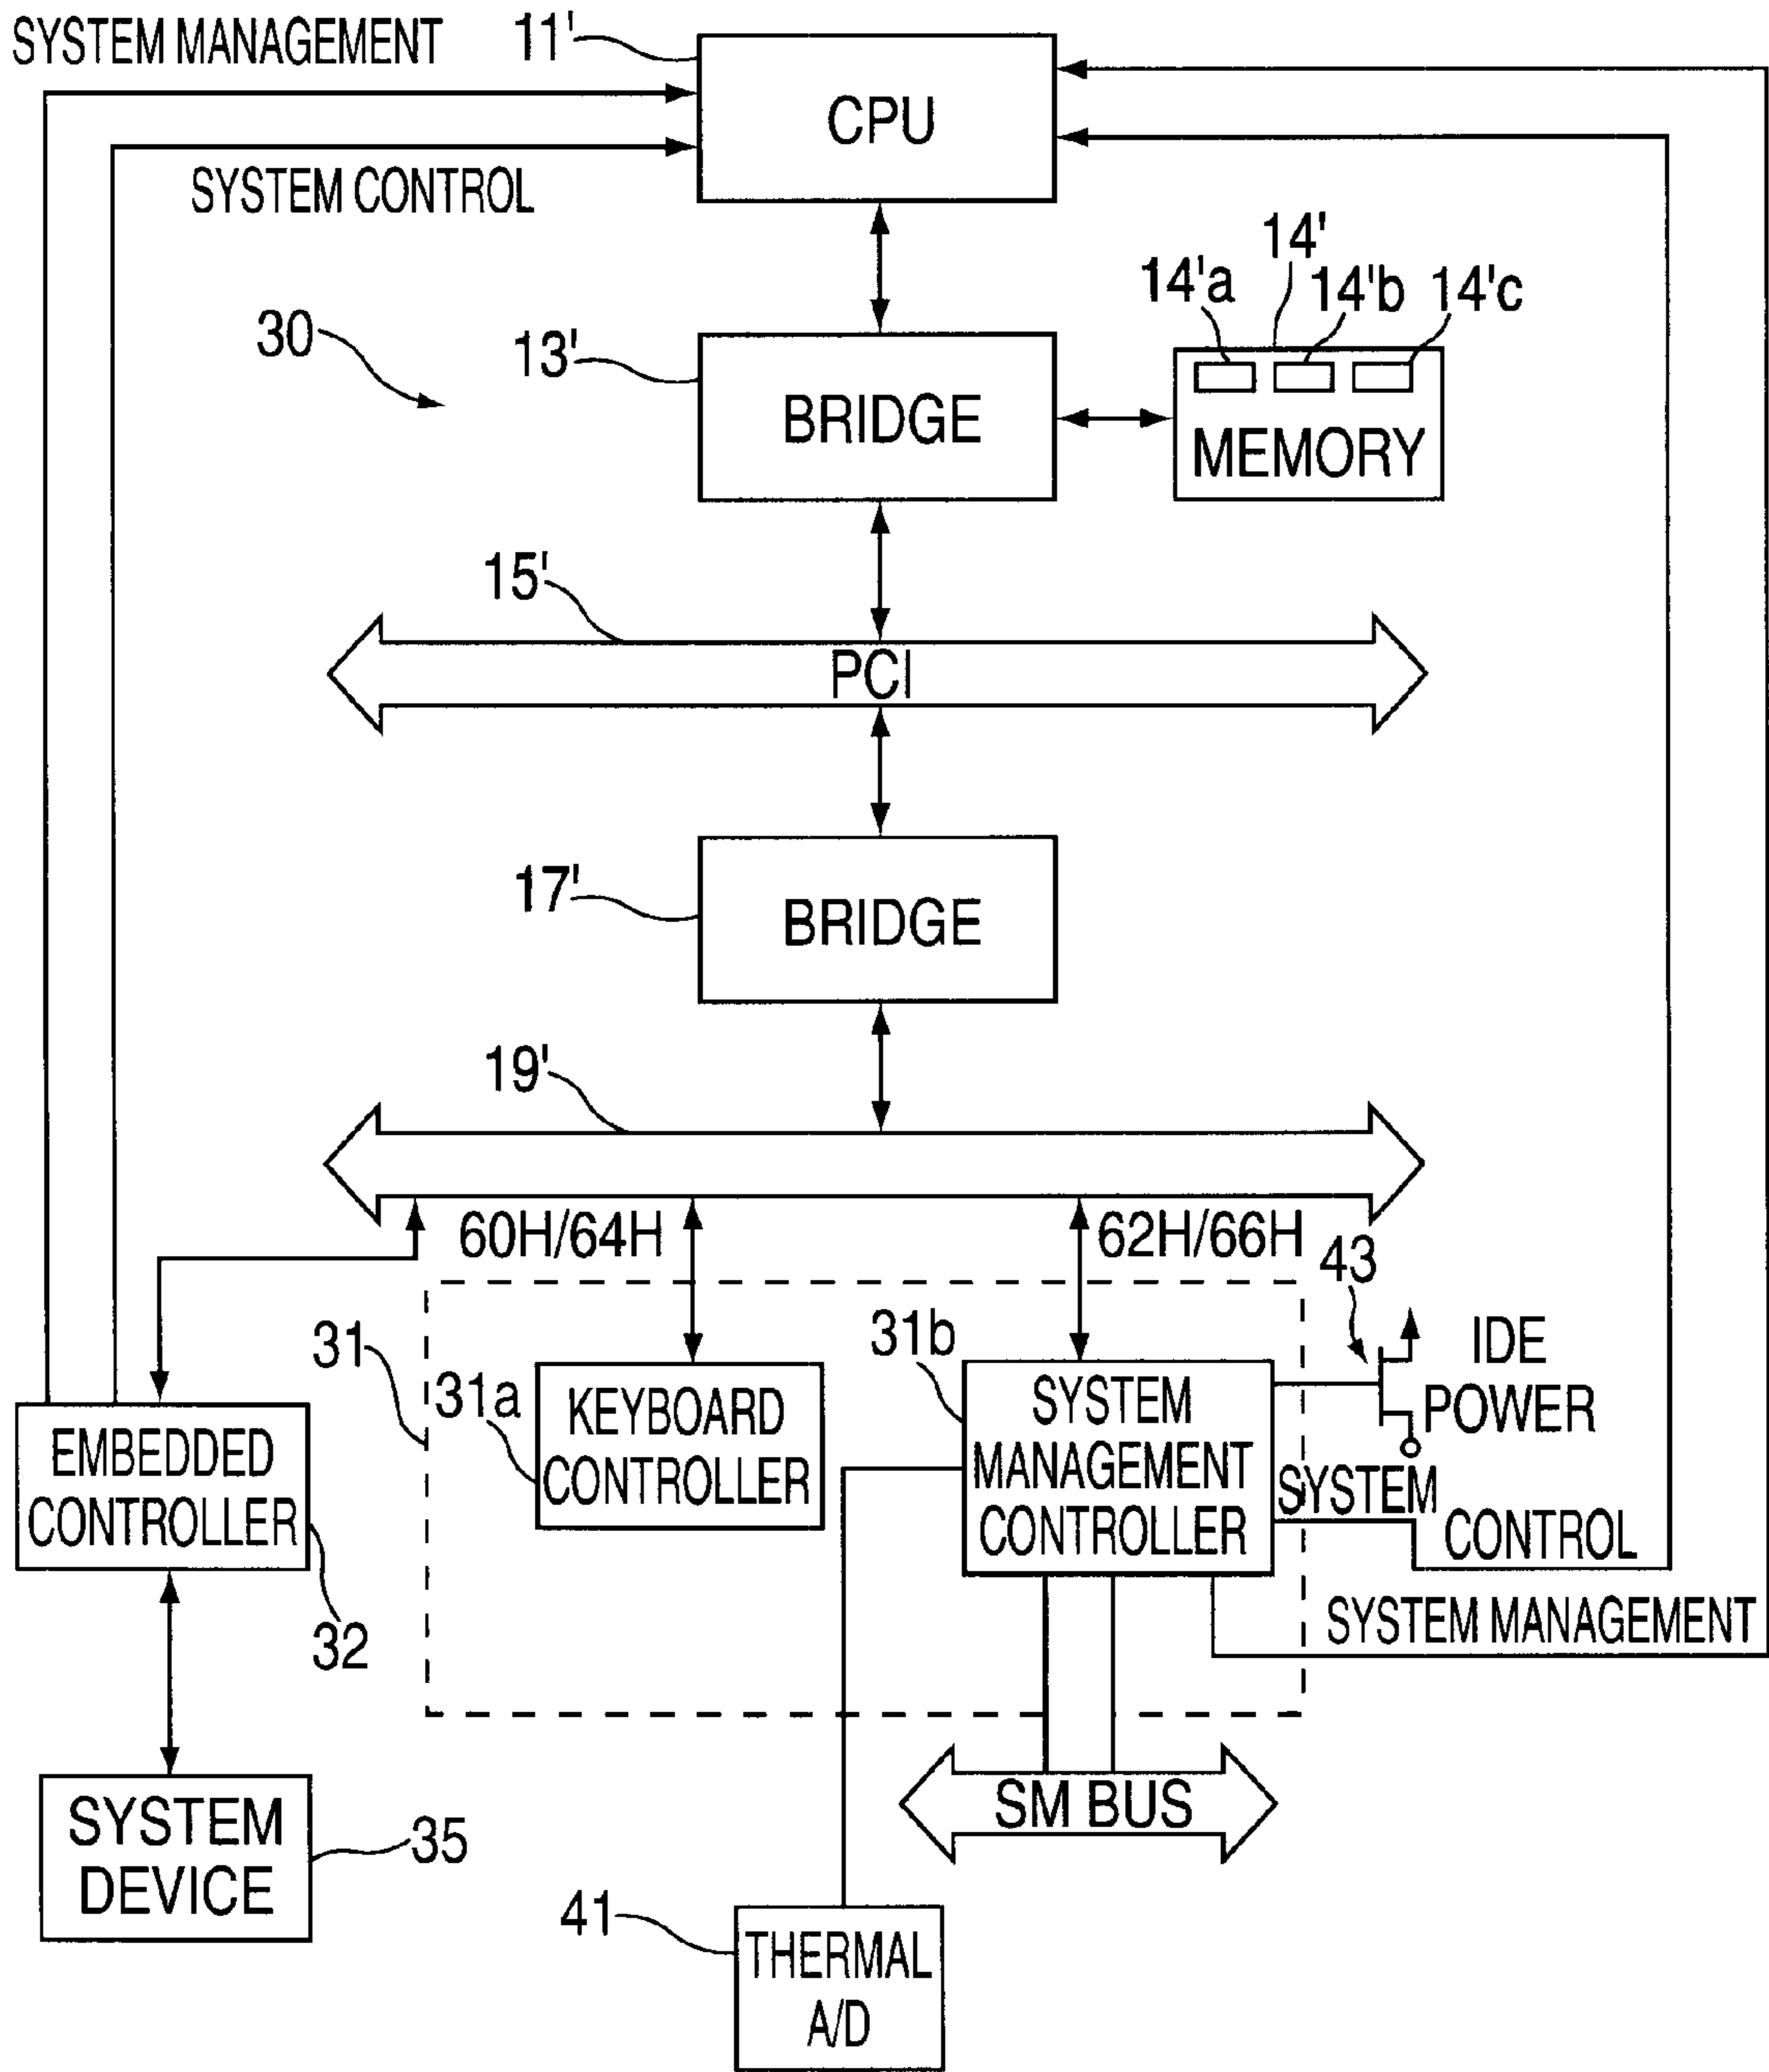 SYSTEM MANAGEMENT
11'
CPU
SYSTEM CONTROL
14'
14'a
14'b
14'c
30
13'
BRIDGE
MEMORY
15'
PCI
17'
BRIDGE
19'
60H/64H
62H/66H
43
31
31a
31b
IDE
POWER
KEYBOARD
CONTROLLER
SYSTEM
MANAGEMENT
CONTROLLER
EMBEDDED
CONTROLLER
SYSTEM
CONTROL
32
SYSTEM MANAGEMENT
SM BUS
SYSTEM
DEVICE
35
41
THERMAL
A/D